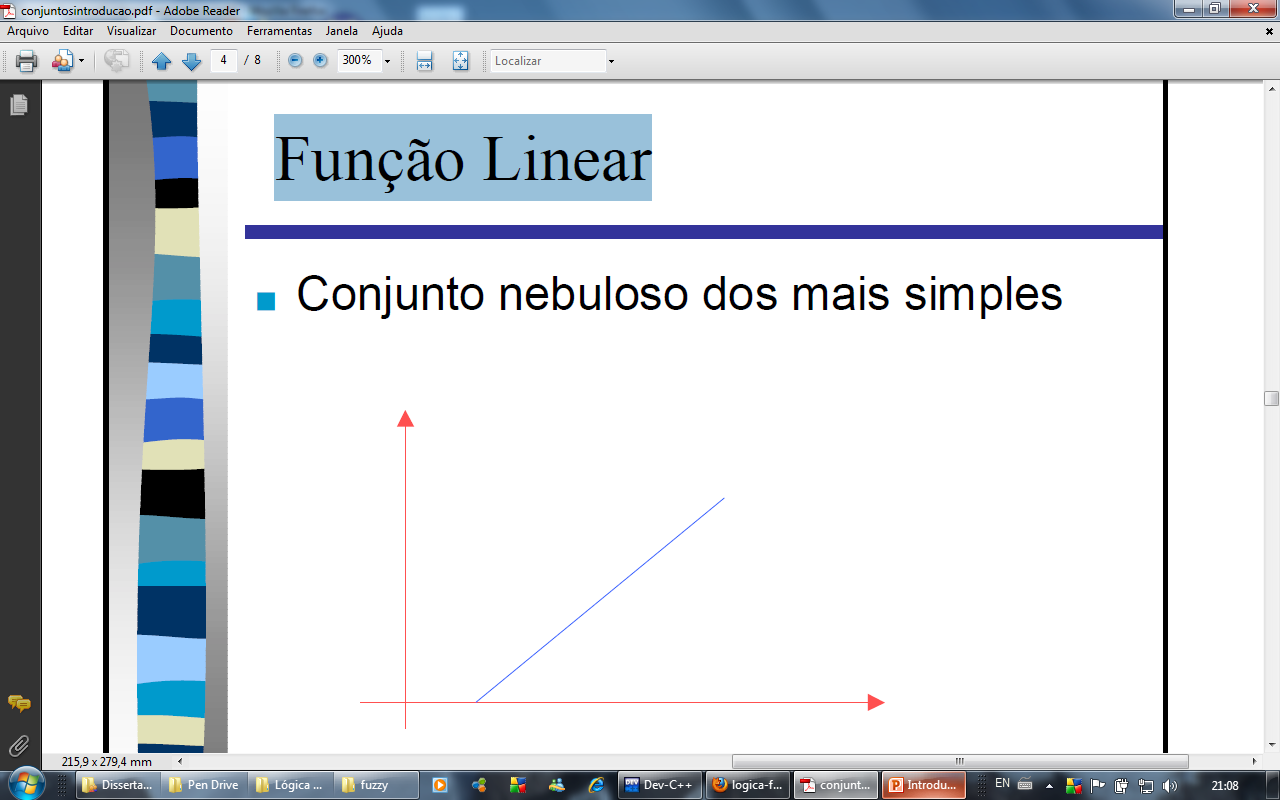 conjuntosintroducao.pdf - Adobe Reader
Arquivo Editar Visualizar Documento Ferramentas Janela Ajuda
4 / 8 300% Localizar
Função Linear
Conjunto nebuloso dos mais simples
215,9 x 279,4 mm
Disserta... Pen Drive Lógica ... fuzzy Dev-C++ logica-f... conjunt... Introdu... EN 21:08